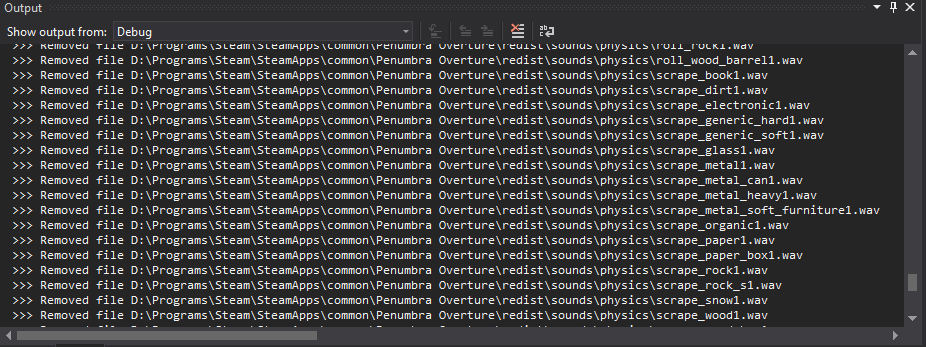 Output
Show output from: Debug
>>> Removed file D:\Programs\Steam\SteamApps\common\Penumbra Overture\redist\sounds\physics\roll_rock1.wav
>>> Removed file D:\Programs\Steam\SteamApps\common\Penumbra Overture\redist\sounds\physics\roll_wood_barrel1.wav
>>> Removed file D:\Programs\Steam\SteamApps\common\Penumbra Overture\redist\sounds\physics\scrape_book1.wav
>>> Removed file D:\Programs\Steam\SteamApps\common\Penumbra Overture\redist\sounds\physics\scrape_dirt1.wav
>>> Removed file D:\Programs\Steam\SteamApps\common\Penumbra Overture\redist\sounds\physics\scrape_electronic1.wav
>>> Removed file D:\Programs\Steam\SteamApps\common\Penumbra Overture\redist\sounds\physics\scrape_generic_hard1.wav
>>> Removed file D:\Programs\Steam\SteamApps\common\Penumbra Overture\redist\sounds\physics\scrape_generic_soft1.wav
>>> Removed file D:\Programs\Steam\SteamApps\common\Penumbra Overture\redist\sounds\physics\scrape_glass1.wav
>>> Removed file D:\Programs\Steam\SteamApps\common\Penumbra Overture\redist\sounds\physics\scrape_metal1.wav
>>> Removed file D:\Programs\Steam\SteamApps\common\Penumbra Overture\redist\sounds\physics\scrape_metal_can1.wav
>>> Removed file D:\Programs\Steam\SteamApps\common\Penumbra Overture\redist\sounds\physics\scrape_metal_heavy1.wav
>>> Removed file D:\Programs\Steam\SteamApps\common\Penumbra Overture\redist\sounds\physics\scrape_metal_soft_furniture1.wav
>>> Removed file D:\Programs\Steam\SteamApps\common\Penumbra Overture\redist\sounds\physics\scrape_organic1.wav
>>> Removed file D:\Programs\Steam\SteamApps\common\Penumbra Overture\redist\sounds\physics\scrape_paper1.wav
>>> Removed file D:\Programs\Steam\SteamApps\common\Penumbra Overture\redist\sounds\physics\scrape_paper_box1.wav
>>> Removed file D:\Programs\Steam\SteamApps\common\Penumbra Overture\redist\sounds\physics\scrape_rock1.wav
>>> Removed file D:\Programs\Steam\SteamApps\common\Penumbra Overture\redist\sounds\physics\scrape_rock_s1.wav
>>> Removed file D:\Programs\Steam\SteamApps\common\Penumbra Overture\redist\sounds\physics\scrape_snow1.wav
>>> Removed file D:\Programs\Steam\SteamApps\common\Penumbra Overture\redist\sounds\physics\scrape_wood1.wav